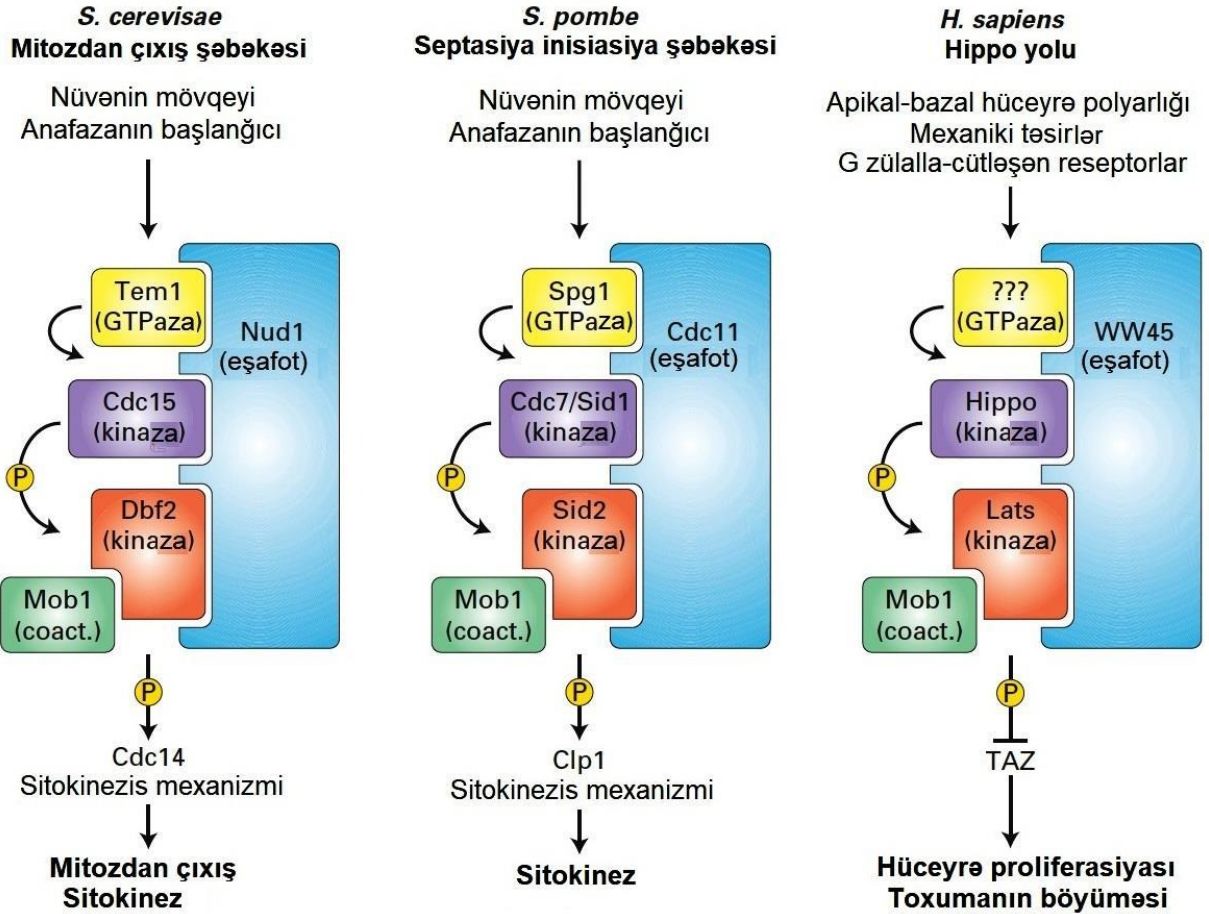 S. cerevisae
Mitozdan çıxış şəbəkəsi
Nüvənin mövqeyi
Anafazanın başlanğıcı
Tem1
(GTPaza)
Nud1
(eşafot)
Cdc15
(kinaza)
P
Dbf2
(kinaza)
Mob1
(coact.)
P
Cdc14
Sitokinezis mexanizmi
Mitozdan çıxış
Sitokinez
S. pombe
Septasiya inisiasiya şəbəkəsi
Nüvənin mövqeyi
Anafazanın başlanğıcı
Spg1
(GTPaza)
Cdc11
(eşafot)
Cdc7/Sid1
(kinaza)
P
Sid2
(kinaza)
Mob1
(coact.)
P
Clp1
Sitokinezis mexanizmi
Sitokinez
H. sapiens
Hippo yolu
Apikal-bazal hüceyrə polyarlığı
Mexaniki təsirlər
G zülalla-cütləşən reseptorlar
???
(GTPaza)
WW45
(eşafot)
Hippo
(kinaza)
P
Lats
(kinaza)
Mob1
(coact.)
P
TAZ
Hüceyrə proliferasiyası
Toxumanın böyüməsi